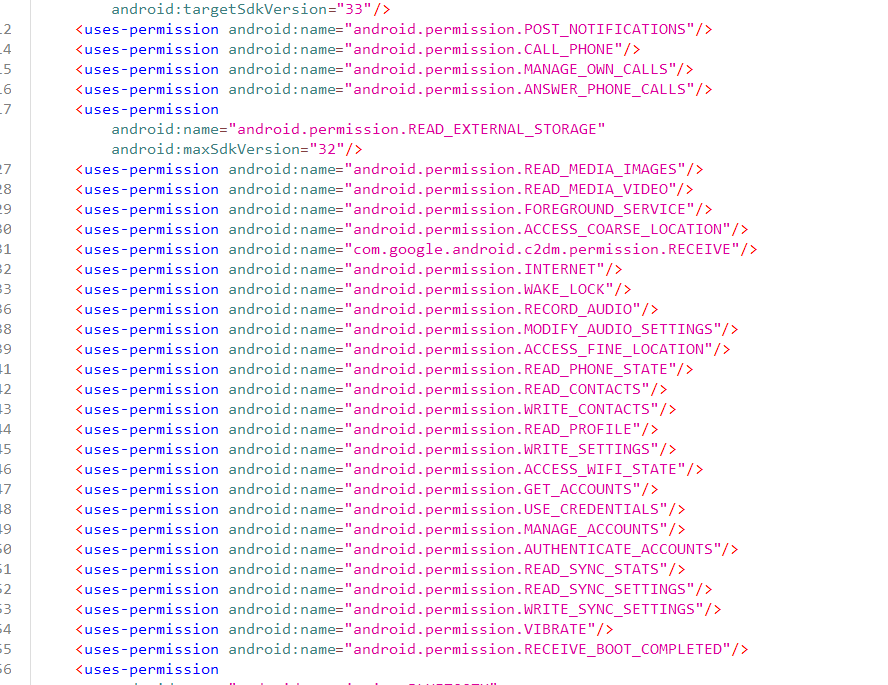 android:targetSdkVersion="33"/>
12 <uses-permission android:name="android.permission.POST_NOTIFICATIONS"/>
14 <uses-permission android:name="android.permission.CALL_PHONE"/>
15 <uses-permission android:name="android.permission.MANAGE_OWN_CALLS"/>
16 <uses-permission android:name="android.permission.ANSWER_PHONE_CALLS"/>
17 <uses-permission
android:name="android.permission.READ_EXTERNAL_STORAGE"
android:maxSdkVersion="32"/>
27 <uses-permission android:name="android.permission.READ_MEDIA_IMAGES"/>
28 <uses-permission android:name="android.permission.READ_MEDIA_VIDEO"/>
29 <uses-permission android:name="android.permission.FOREGROUND_SERVICE"/>
30 <uses-permission android:name="android.permission.ACCESS_COARSE_LOCATION"/>
31 <uses-permission android:name="com.google.android.c2dm.permission.RECEIVE"/>
32 <uses-permission android:name="android.permission.INTERNET"/>
33 <uses-permission android:name="android.permission.WAKE_LOCK"/>
36 <uses-permission android:name="android.permission.RECORD_AUDIO"/>
38 <uses-permission android:name="android.permission.MODIFY_AUDIO_SETTINGS"/>
39 <uses-permission android:name="android.permission.ACCESS_FINE_LOCATION"/>
41 <uses-permission android:name="android.permission.READ_PHONE_STATE"/>
42 <uses-permission android:name="android.permission.READ_CONTACTS"/>
43 <uses-permission android:name="android.permission.WRITE_CONTACTS"/>
44 <uses-permission android:name="android.permission.READ_PROFILE"/>
45 <uses-permission android:name="android.permission.WRITE_SETTINGS"/>
46 <uses-permission android:name="android.permission.ACCESS_WIFI_STATE"/>
47 <uses-permission android:name="android.permission.GET_ACCOUNTS"/>
48 <uses-permission android:name="android.permission.USE_CREDENTIALS"/>
49 <uses-permission android:name="android.permission.MANAGE_ACCOUNTS"/>
50 <uses-permission android:name="android.permission.AUTHENTICATE_ACCOUNTS"/>
51 <uses-permission android:name="android.permission.READ_SYNC_STATS"/>
52 <uses-permission android:name="android.permission.READ_SYNC_SETTINGS"/>
53 <uses-permission android:name="android.permission.WRITE_SYNC_SETTINGS"/>
54 <uses-permission android:name="android.permission.VIBRATE"/>
55 <uses-permission android:name="android.permission.RECEIVE_BOOT_COMPLETED"/>
56 <uses-permission